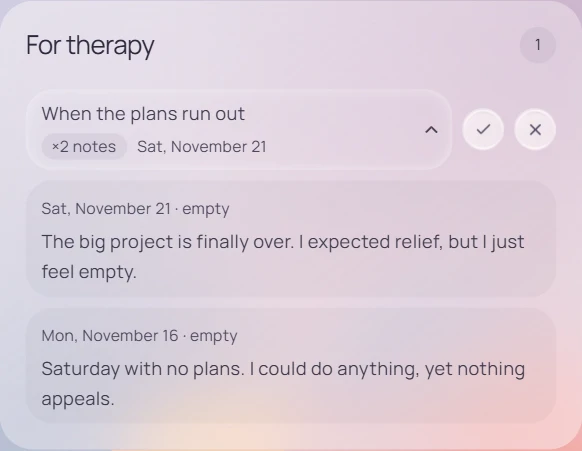 For therapy
1
When the plans run out
×2 notes
Sat, November 21
Sat, November 21 · empty
The big project is finally over. I expected relief, but I just
feel empty.
Mon, November 16 · empty
Saturday with no plans. I could do anything, yet nothing
appeals.